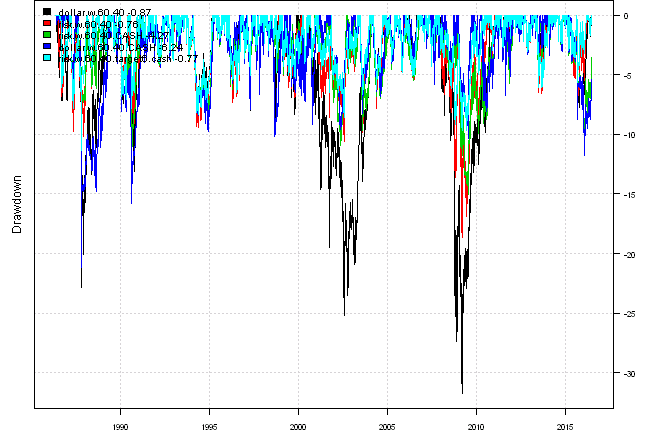 dollar.w.60.40 -0.87
risk.w.60.40 -0.76
risk.w.60.40.CASH -4.27
dollar.w.60.40.CASH -6.24
risk.w.60.40.target7.cash -0.77
Drawdown
0
-5
-10
-15
-20
-25
-30
1990
1995
2000
2005
2010
2015